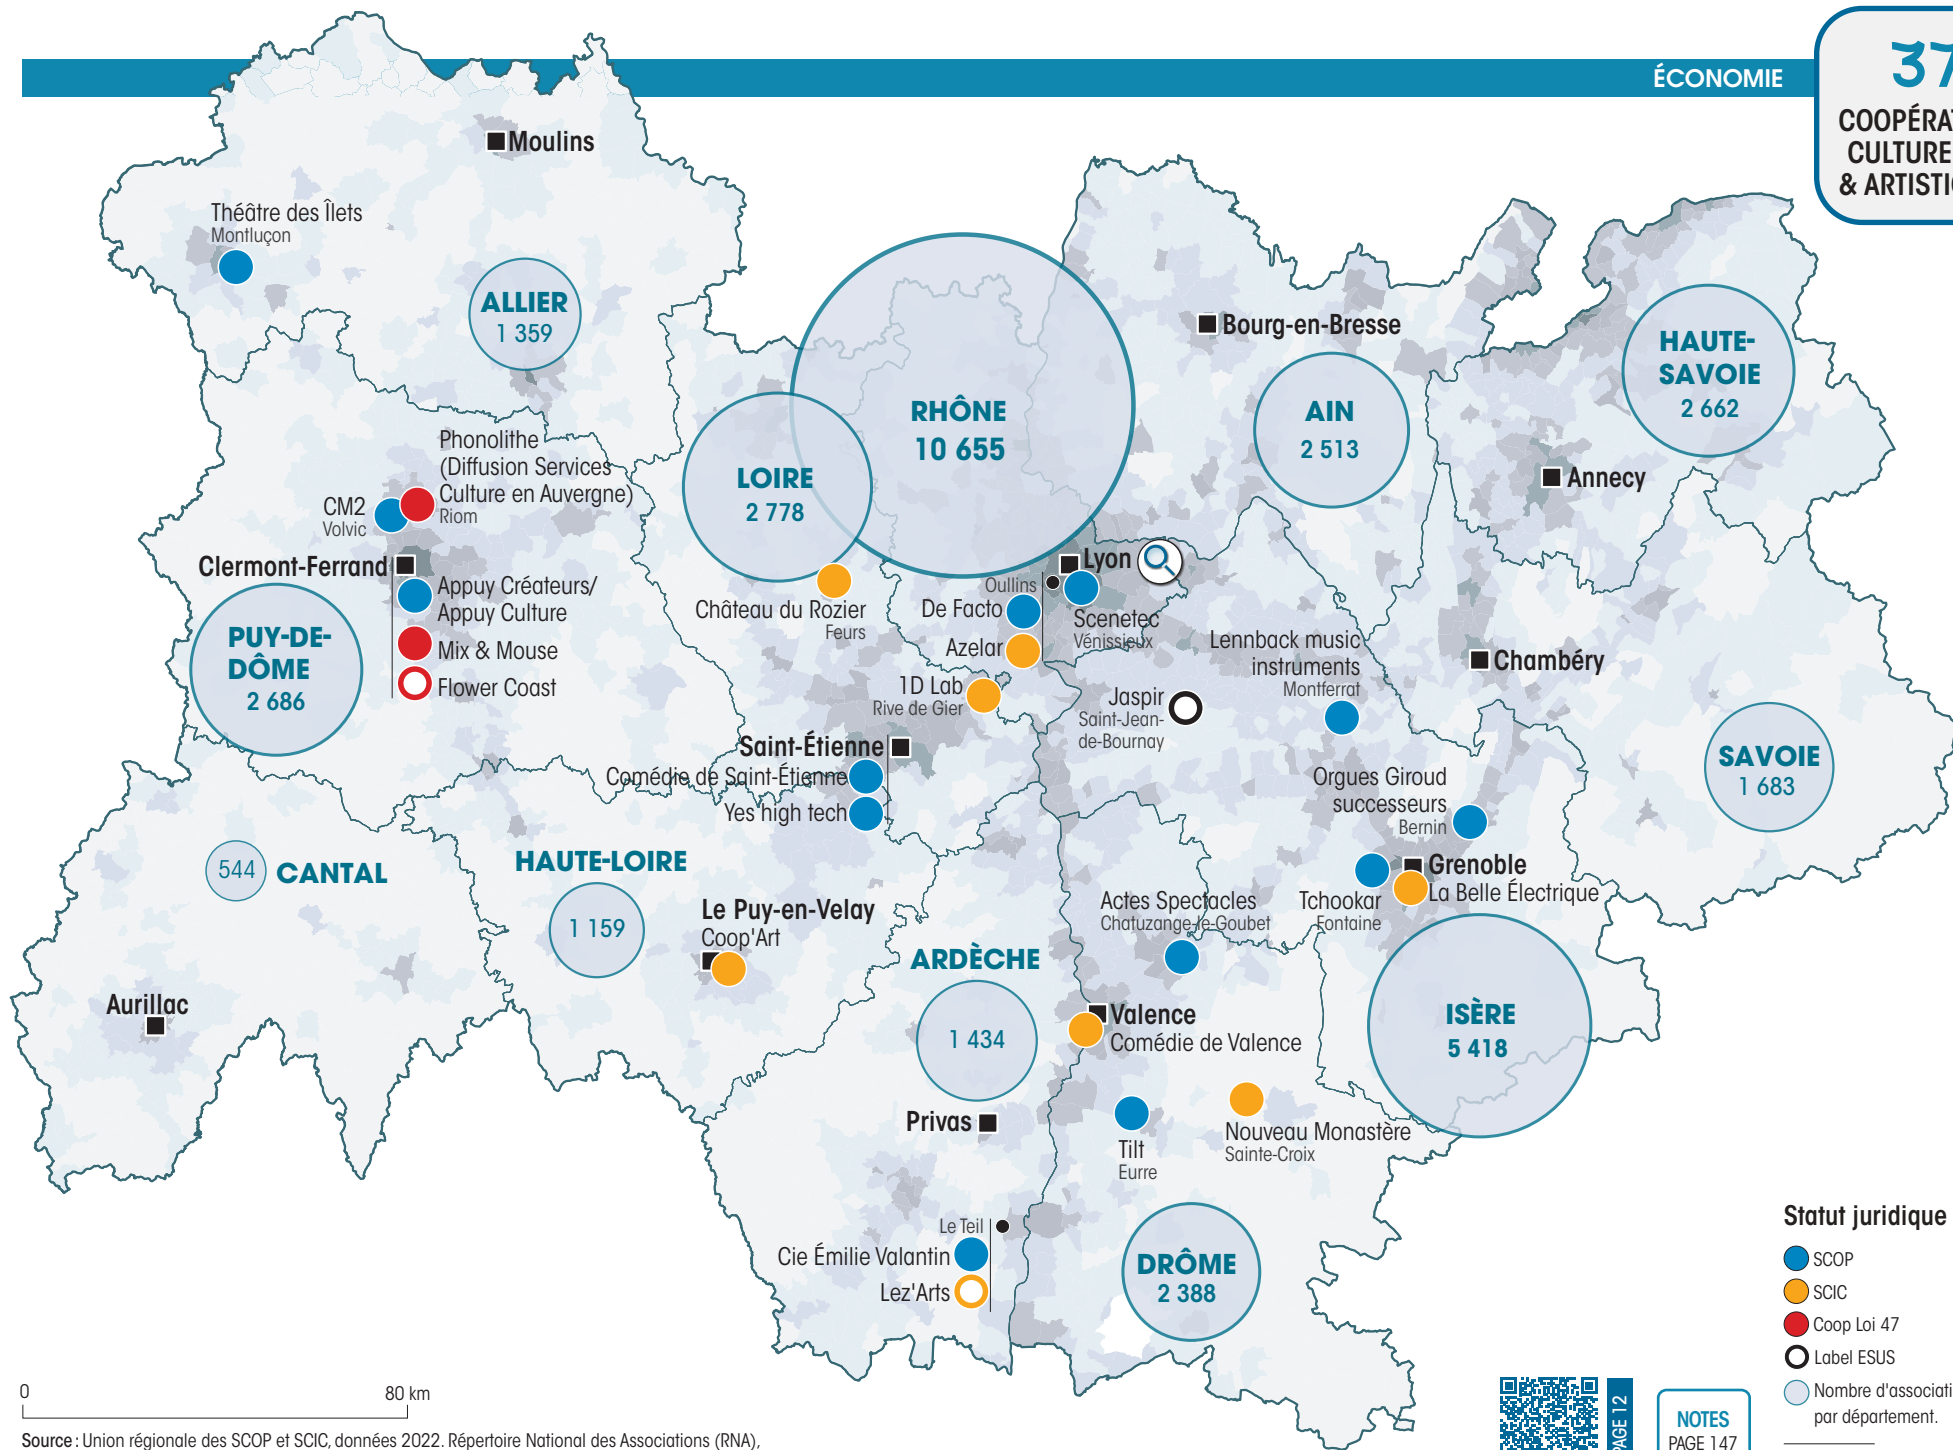 ÉCONOMIE
37
COOPÉRAT
CULTURE
& ARTISTIC
Moulins
Théâtre des Îlets
Montluçon
ALLIER
1 359
Bourg-en-Bresse
HAUTE-
SAVOIE
2 662
RHÔNE
10 655
AIN
2 513
LOIRE
2 778
Annecy
Phonolithe
(Diffusion Services
Culture en Auvergne)
Riom
CM2
Volvic
Clermont-Ferrand
Appuy Créateurs/
Appuy Culture
Mix & Mouse
Flower Coast
PUY-DE-
DÔME
2 686
Château du Rozier
Feurs
Lyon
Oullins
De Facto
Azelar
Scenetec
Vénissieux
1D Lab
Rive de Gier
Jaspir
Saint-Jean-
de-Bournay
Lennback music
instruments
Montferrat
Chambéry
SAVOIE
1 683
Saint-Étienne
Comédie de Saint-Étienne
Yes high tech
Orgues Giroud
successeurs
Bernin
Grenoble
La Belle Électrique
Tchookar
Fontaine
544 CANTAL
HAUTE-LOIRE
1 159
Le Puy-en-Velay
Coop'Art
Actes Spectacles
Chatuzange-le-Goubet
ARDÈCHE
1 434
Aurillac
Valence
Comédie de Valence
ISÈRE
5 418
Privas
Tilt
Eurre
Nouveau Monastère
Sainte-Croix
Le Teil
Cie Émilie Valantin
Lez'Arts
DRÔME
2 388
Statut juridique
SCOP
SCIC
Coop Loi 47
Label ESUS
Nombre d'associati
par département.
0 80 km
Source : Union régionale des SCOP et SCIC, données 2022. Répertoire National des Associations (RNA),
PAGE 12
NOTES
PAGE 147